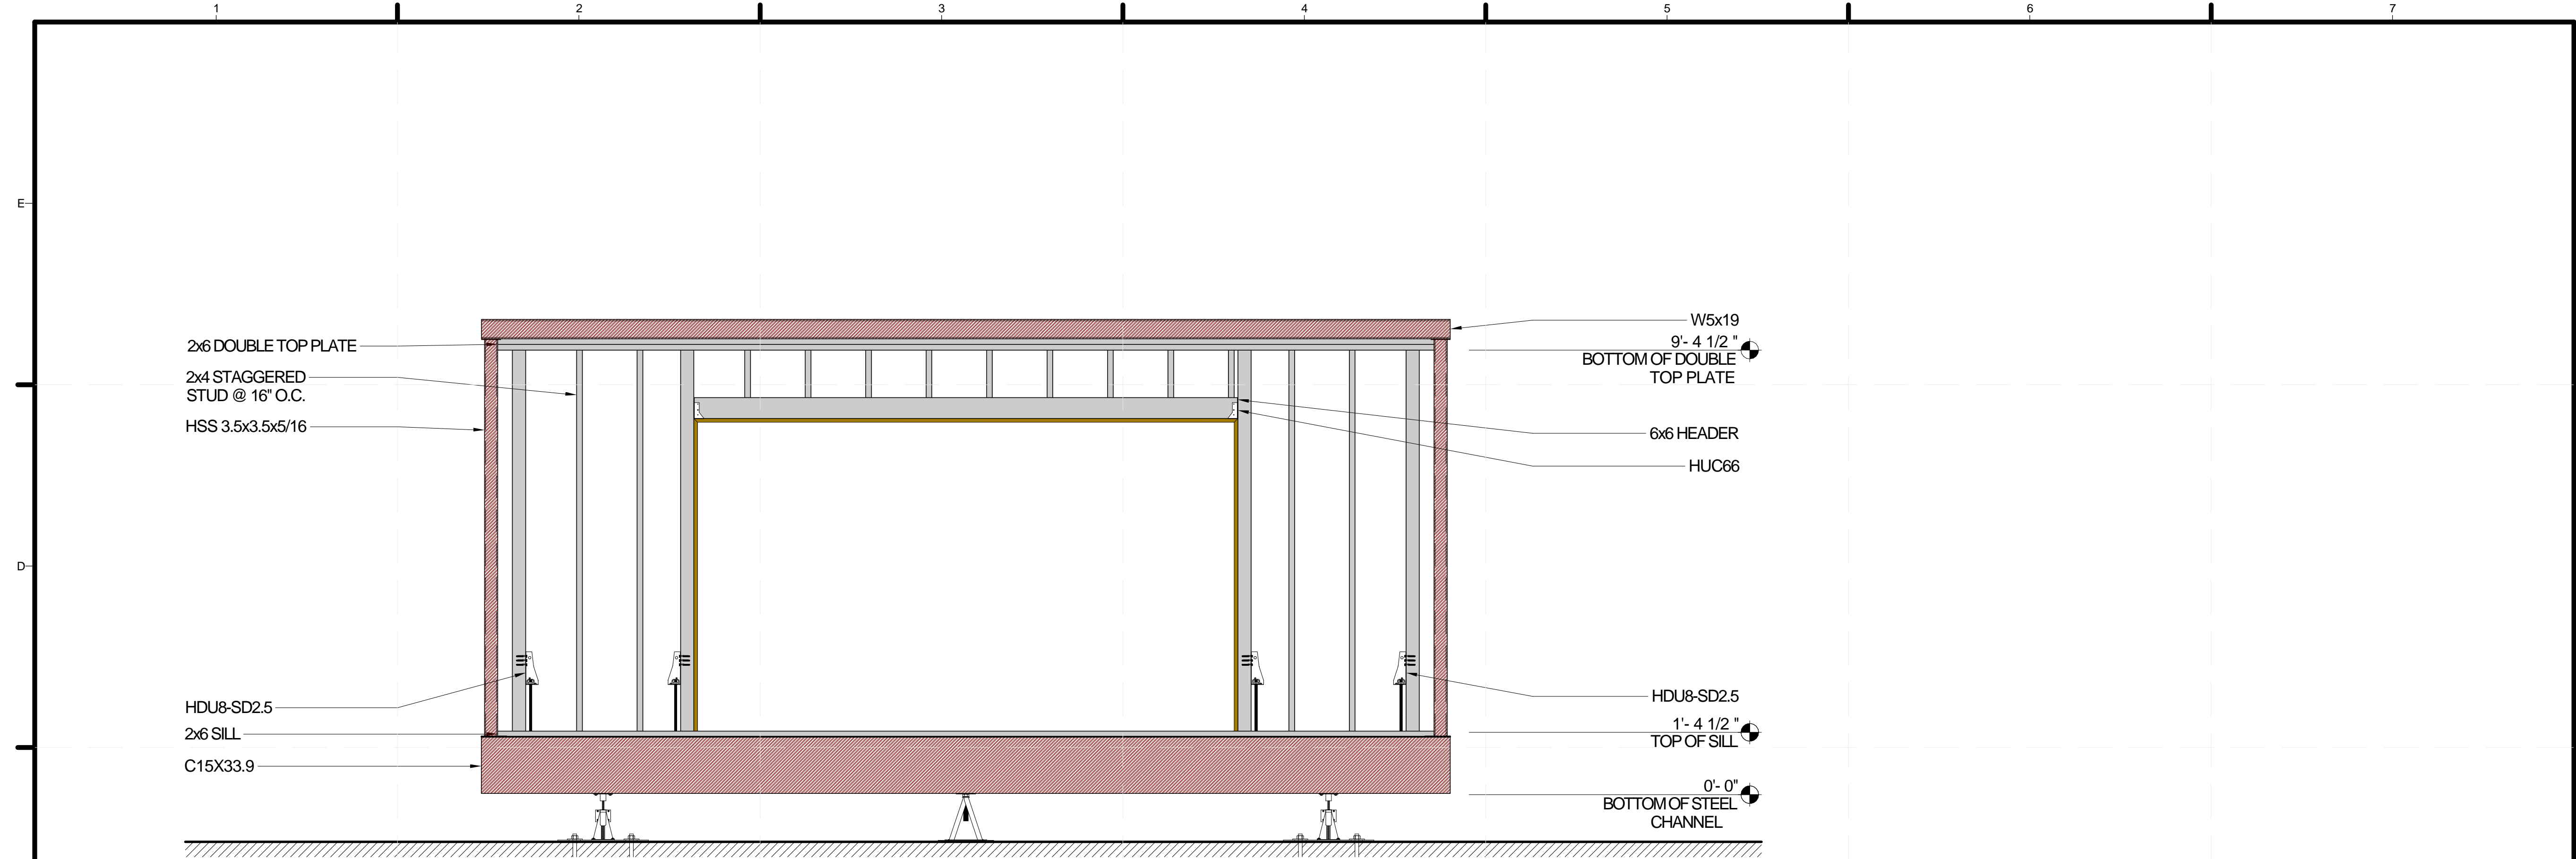 1 2 3 4 5 6 7
E
D
2x6 DOUBLE TOP PLATE
2x4 STAGGERED
STUD @ 16" O.C.
HSS 3.5x3.5x5/16
HDU8-SD2.5
2x6 SILL
C15X33.9
W5x19
9'- 4 1/2 "
BOTTOM OF DOUBLE
TOP PLATE
6x6 HEADER
HUC66
HDU8-SD2.5
1'- 4 1/2 "
TOP OF SILL
0'- 0"
BOTTOM OF STEEL
CHANNEL